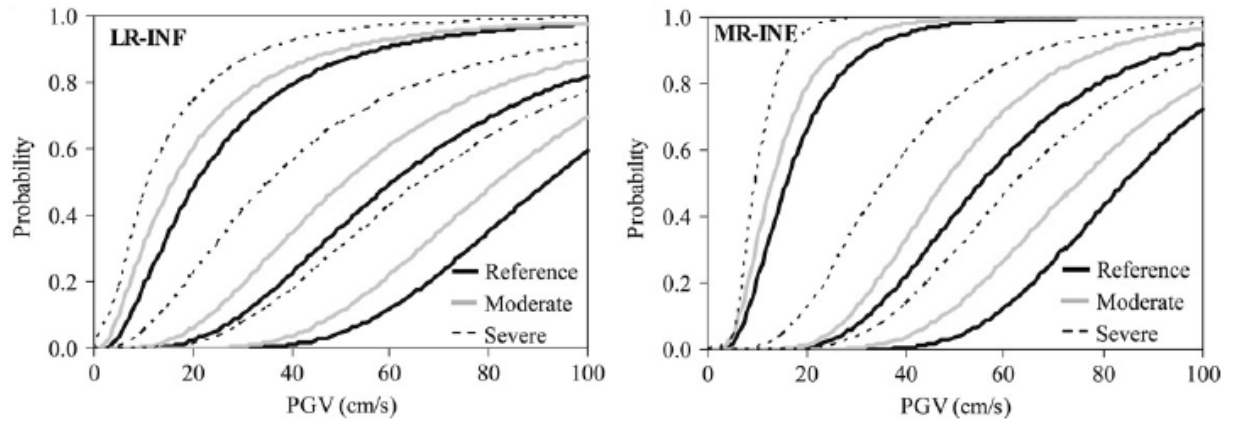 LR-INF
1.0
0.8
0.6
0.4
0.2
0.0
Probability
Reference
Moderate
Severe
0 20 40 60 80 100
PGV (cm/s)
MR-INF
1.0
0.8
0.6
0.4
0.2
0.0
Probability
Reference
Moderate
Severe
0 20 40 60 80 100
PGV (cm/s)